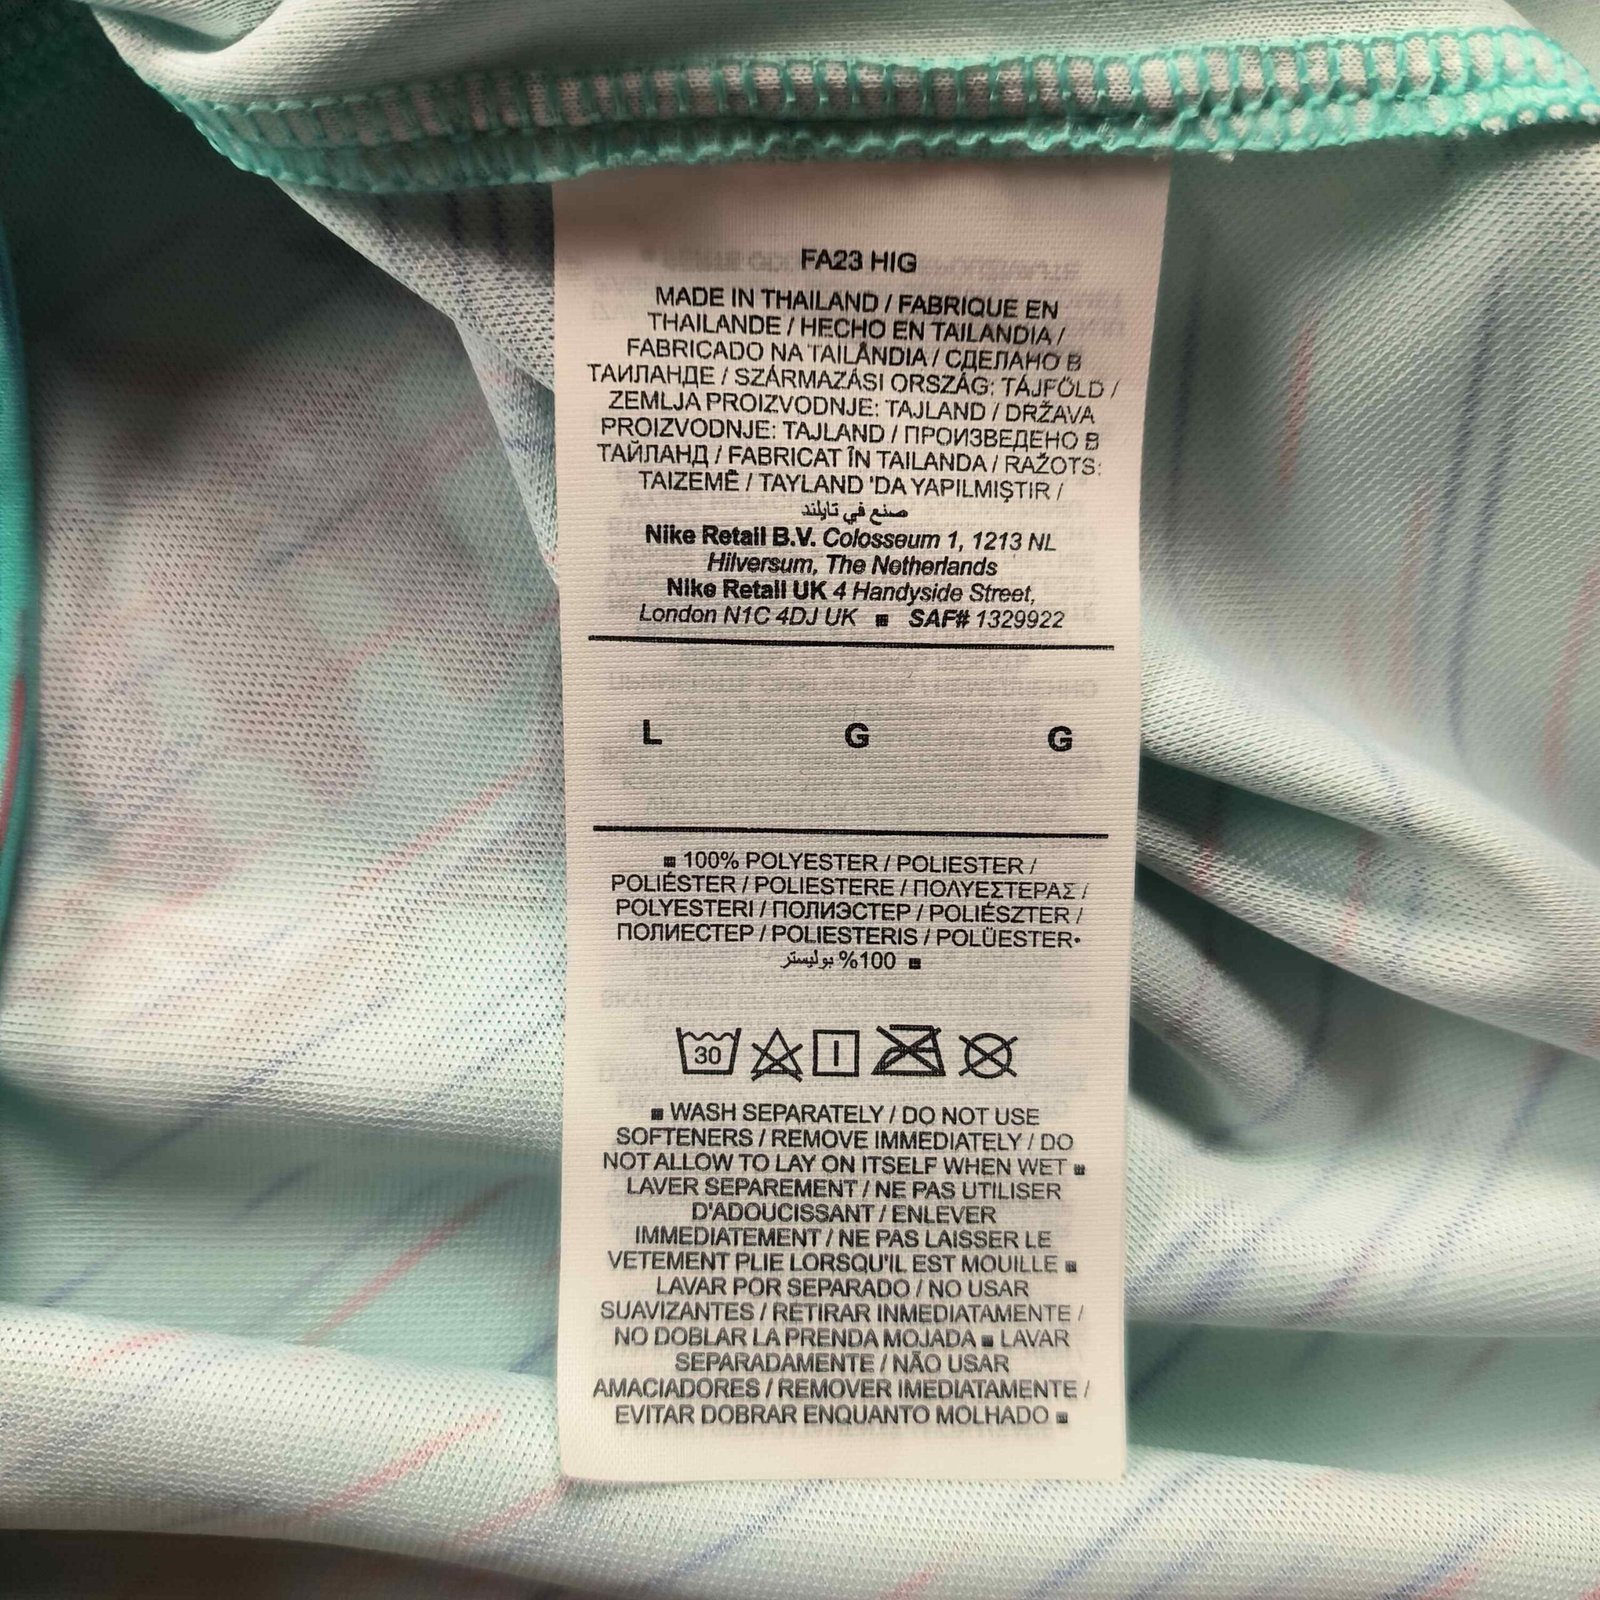 FA23 HIG
MADE IN THAILAND / FABRIQUE EN
THAILANDE / HECHO EN TAILANDIA /
FABRICADO NA TAILÂNDIA / СДЕЛАНО В
ТАИЛАНДЕ / SZÁRMAZÁSI ORSZÁG: TÁJFÖLD /
ZEMLJA PROIZVODNJE: TAJLAND / DRŽAVA
PROIZVODNJE: TAJLAND / ПРОИЗВЕДЕНО В
ТАЙЛАНД / FABRICAT ÎN TAILANDA / RAŽOTS:
TAIZEMĒ / TAYLAND 'DA YAPILMIŞTIR /
صنع في تايلند
Nike Retail B.V. Colosseum 1, 1213 NL
Hilversum, The Netherlands
Nike Retail UK 4 Handyside Street,
London N1C 4DJ UK ■ SAF# 1329922
L G G
■ 100% POLYESTER / POLIESTER /
POLIÉSTER / POLIESTERE / ΠΟΛΥΕΣΤΕΡΑΣ /
POLYESTERI / ПОЛИЭСТЕР / POLIÉSZTER /
ПОЛИЕСТЕР / POLIESTERIS / POLÜESTER•
100% بوليستر ■
30
■ WASH SEPARATELY / DO NOT USE
SOFTENERS / REMOVE IMMEDIATELY / DO
NOT ALLOW TO LAY ON ITSELF WHEN WET ■
LAVER SEPAREMENT / NE PAS UTILISER
D'ADOUCISSANT / ENLEVER
IMMEDIATEMENT / NE PAS LAISSER LE
VETEMENT PLIE LORSQU'IL EST MOUILLE ■
LAVAR POR SEPARADO / NO USAR
SUAVIZANTES / RETIRAR INMEDIATAMENTE /
NO DOBLAR LA PRENDA MOJADA ■ LAVAR
SEPARADAMENTE / NÃO USAR
AMACIADORES / REMOVER IMEDIATAMENTE /
EVITAR DOBRAR ENQUANTO MOLHADO ■